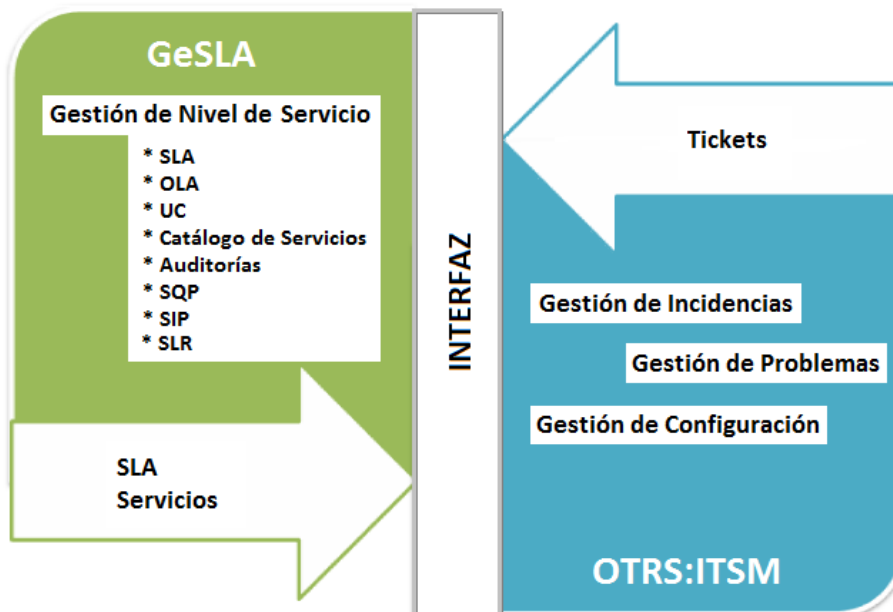 GeSLA
Gestión de Nivel de Servicio
* SLA
* OLA
* UC
* Catálogo de Servicios
* Auditorías
* SQP
* SIP
* SLR
SLA
Servicios
INTERFAZ
Tickets
Gestión de Incidencias
Gestión de Problemas
Gestión de Configuración
OTRS:ITSM